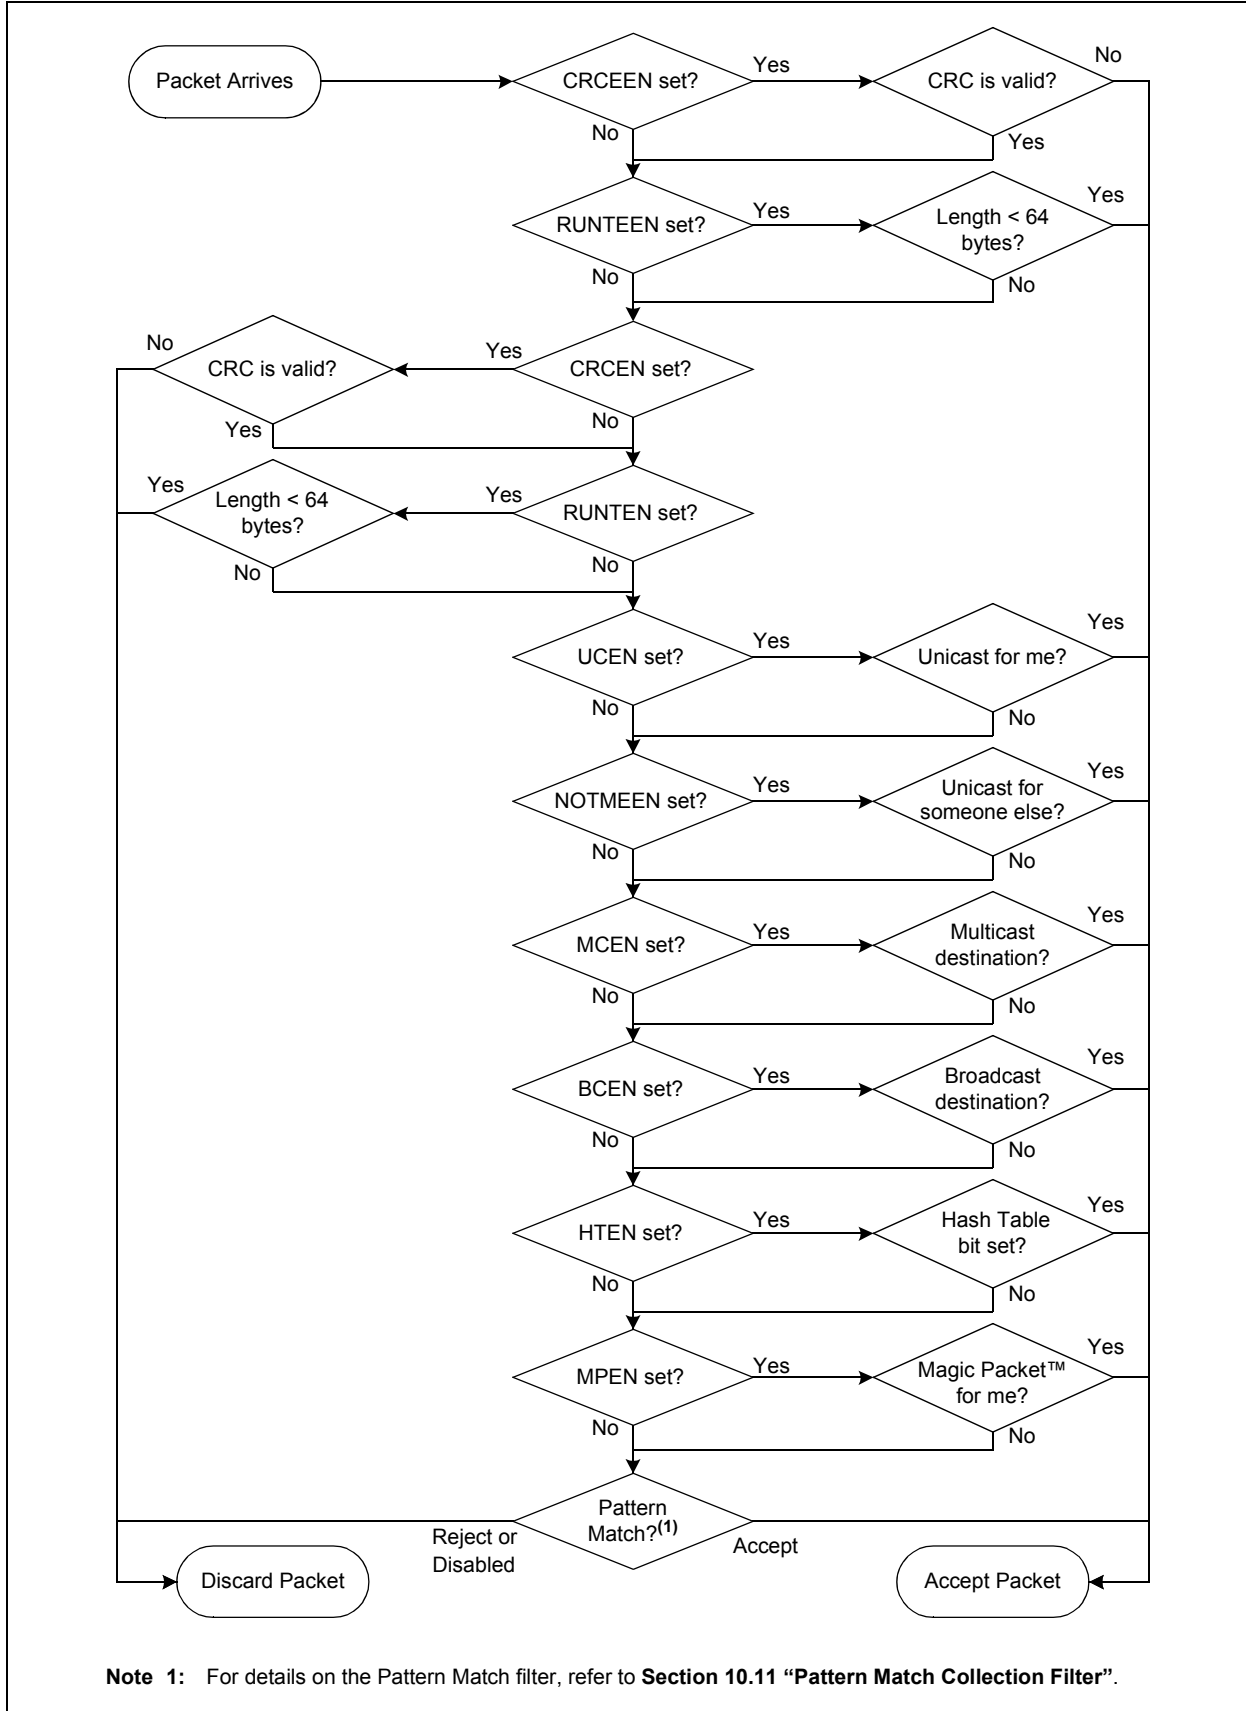 Packet Arrives
CRCEEN set?
Yes
CRC is valid?
No
No
Yes
RUNTEEN set?
Yes
Length < 64
bytes?
Yes
No
No
No
CRC is valid?
Yes
CRCEN set?
Yes
No
Yes
Length < 64
bytes?
Yes
RUNTEN set?
No
No
UCEN set?
Yes
Unicast for me?
Yes
No
No
NOTMEEN set?
Yes
Unicast for
someone else?
Yes
No
No
MCEN set?
Yes
Multicast
destination?
Yes
No
No
BCEN set?
Yes
Broadcast
destination?
Yes
No
No
HTEN set?
Yes
Hash Table
bit set?
Yes
No
No
MPEN set?
Yes
Magic Packet™
for me?
Yes
No
No
Pattern
Match?(1)
Reject or
Disabled
Accept
Discard Packet
Accept Packet
Note 1: For details on the Pattern Match filter, refer to Section 10.11 “Pattern Match Collection Filter”.